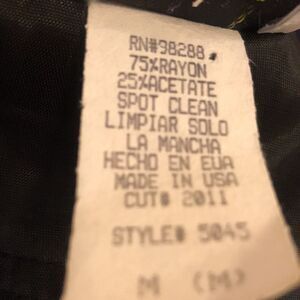 RN#98288
75%RAYON
25%ACETATE
SPOT CLEAN
LIMPIAR SOLO
LA MANCHA
HECHO EN EUA
MADE IN USA
CUT# 2011
STYLE# 5045
M (M)